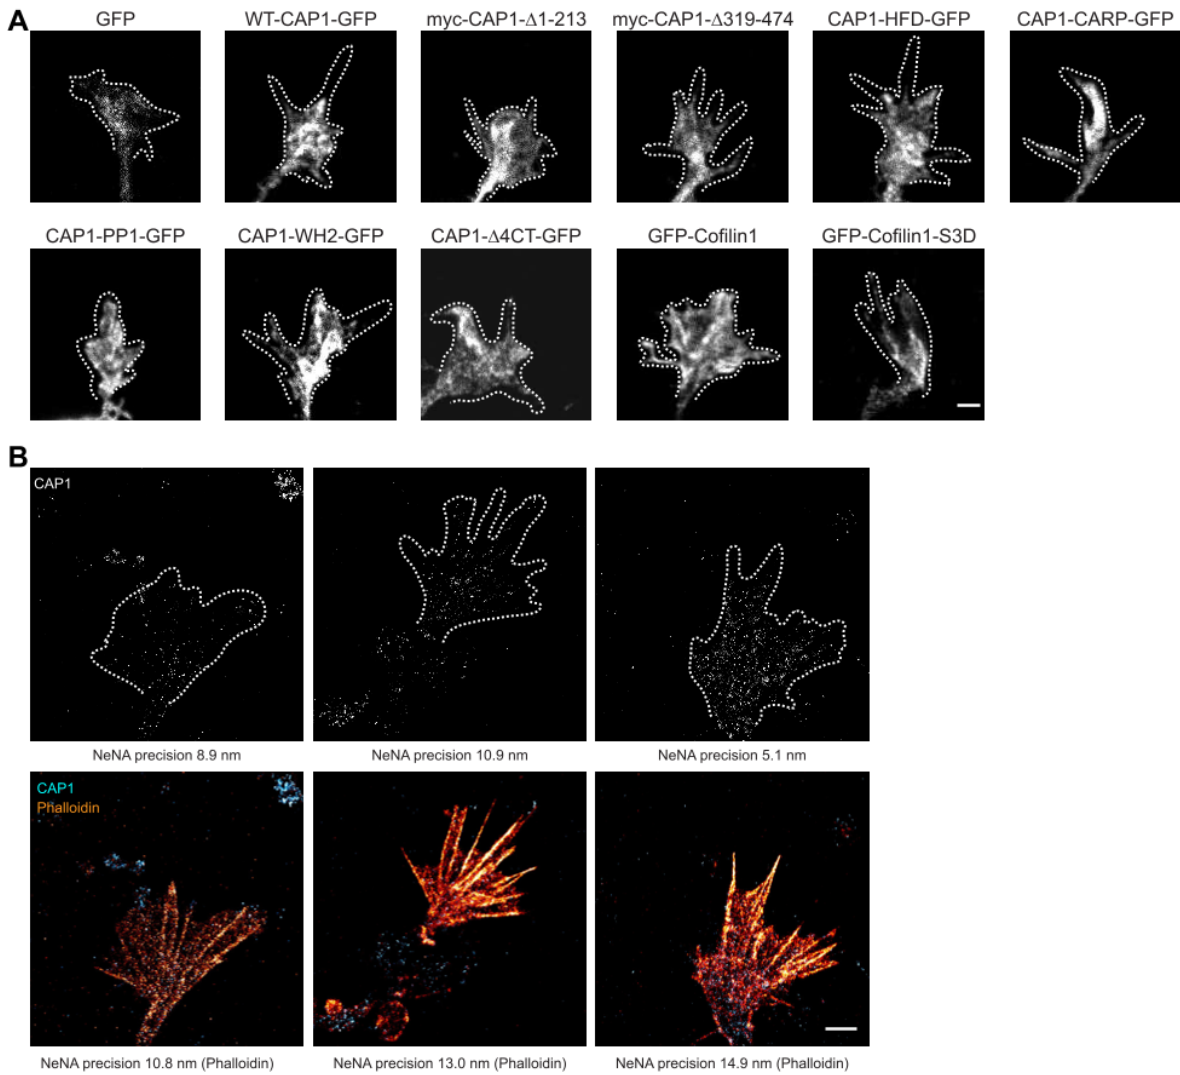 A
GFP
WT-CAP1-GFP
myc-CAP1-Δ1-213
myc-CAP1-Δ319-474
CAP1-HFD-GFP
CAP1-CARP-GFP
CAP1-PP1-GFP
CAP1-WH2-GFP
CAP1-Δ4CT-GFP
GFP-Cofilin1
GFP-Cofilin1-S3D
B
CAP1
NeNA precision 8.9 nm
NeNA precision 10.9 nm
NeNA precision 5.1 nm
CAP1
Phalloidin
NeNA precision 10.8 nm (Phalloidin)
NeNA precision 13.0 nm (Phalloidin)
NeNA precision 14.9 nm (Phalloidin)